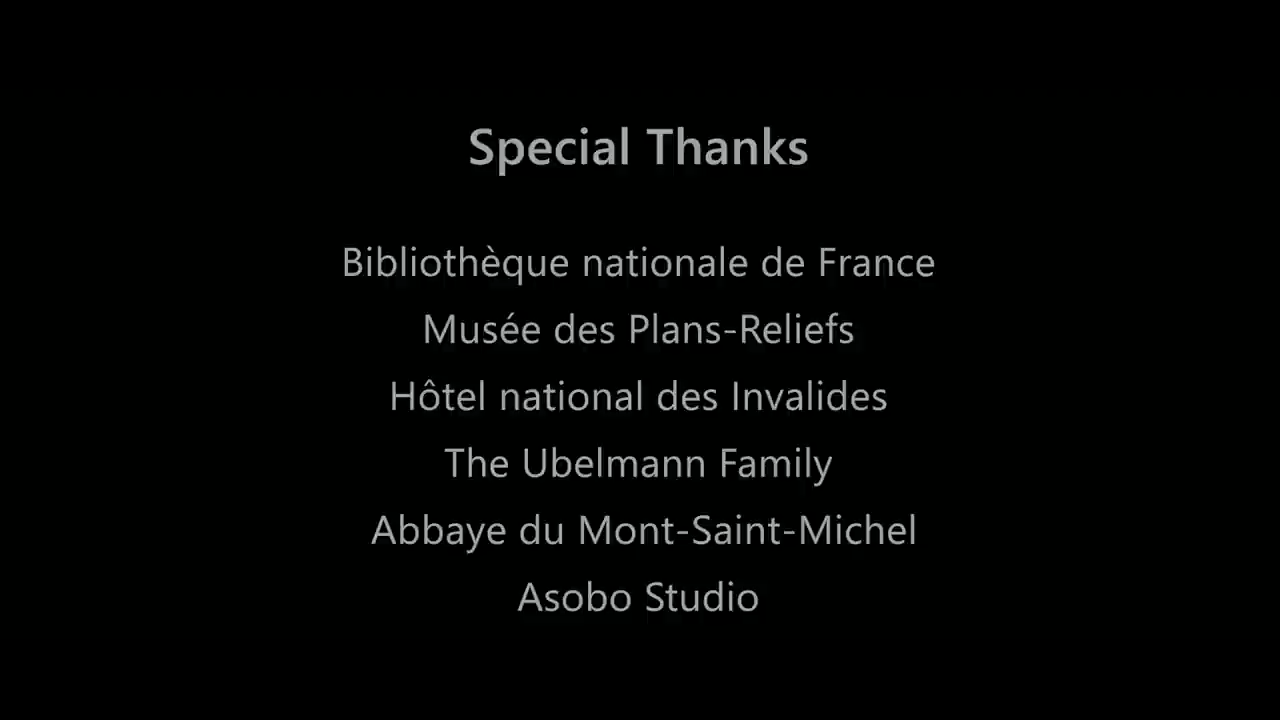 Special Thanks
Bibliothèque nationale de France
Musée des Plans-Reliefs
Hôtel national des Invalides
The Ubelmann Family
Abbaye du Mont-Saint-Michel
Asobo Studio